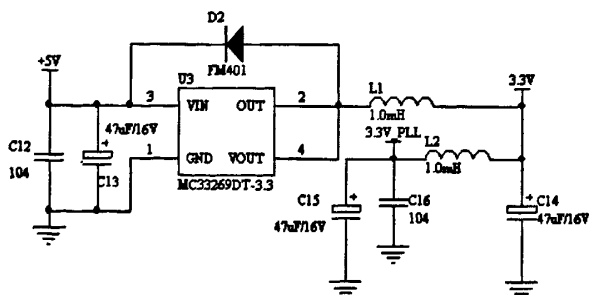 D2
FM401
+5V
U3
3
VIN
OUT
2
L1
1.0mH
3.3V
47uF/16V
C12
104
C13
1
GND
VOUT
4
MC33269DT-3.3
3.3V_PLL
L2
1.0mH
C15
47uF/16V
C16
104
C14
47uF/16V
+
+
+